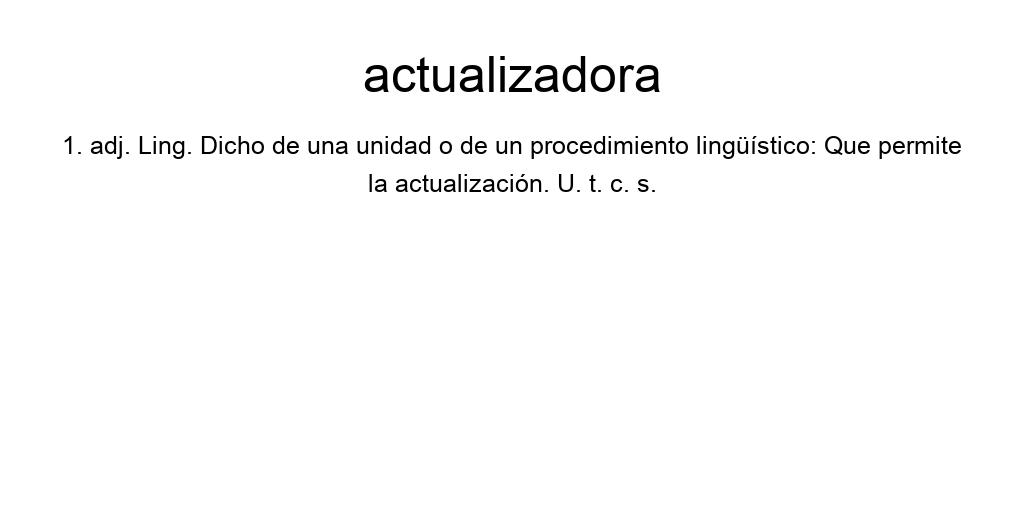 actualizadora
1. adj. Ling. Dicho de una unidad o de un procedimiento lingüístico: Que permite
la actualización. U. t. c. s.